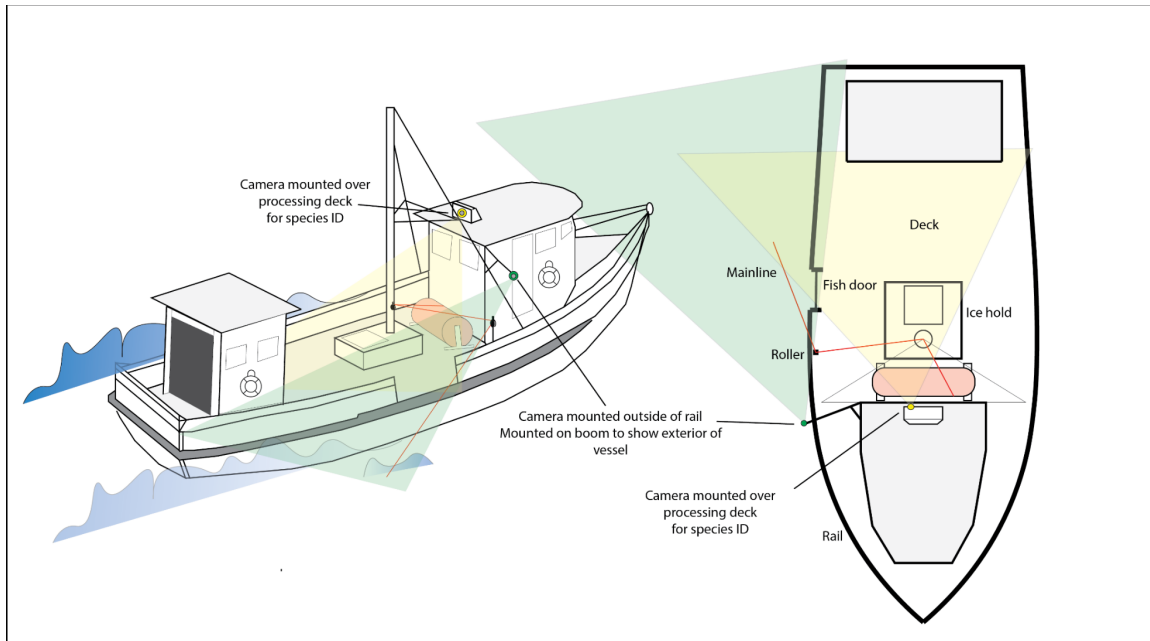 Camera mounted over
processing deck
for species ID
Deck
Mainline
Fish door
Ice hold
Roller
Camera mounted outside of rail
Mounted on boom to show exterior of
vessel
Camera mounted over
processing deck
for species ID
Rail